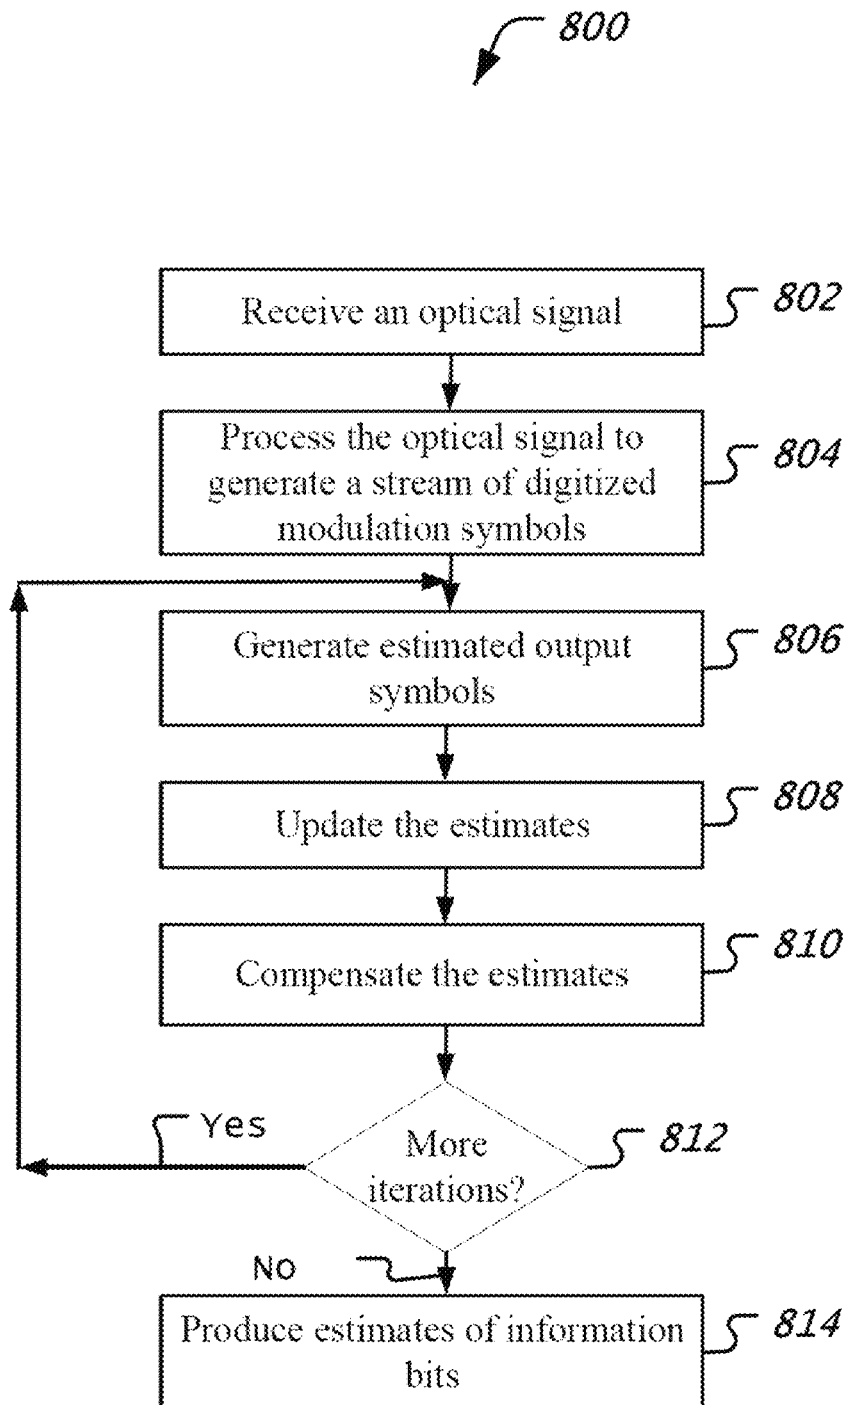 800
Receive an optical signal
802
Process the optical signal to
generate a stream of digitized
modulation symbols
804
Generate estimated output
symbols
806
Update the estimates
808
Compensate the estimates
810
Yes
More
iterations?
812
No
Produce estimates of information
bits
814